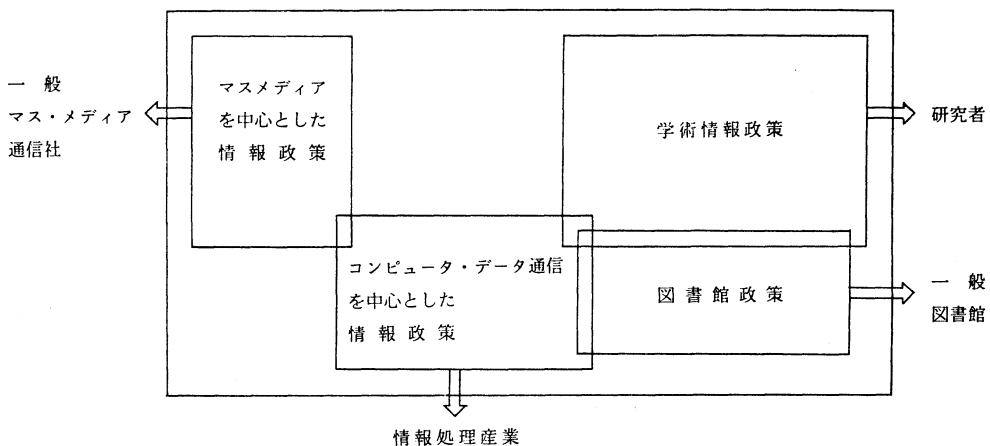 一般
マス・メディア
通信社
マスメディア
を中心とした
情報政策
学術情報政策
研究者
コンピュータ・データ通信
を中心とした
情報政策
図書館政策
一般
図書館
情報処理産業